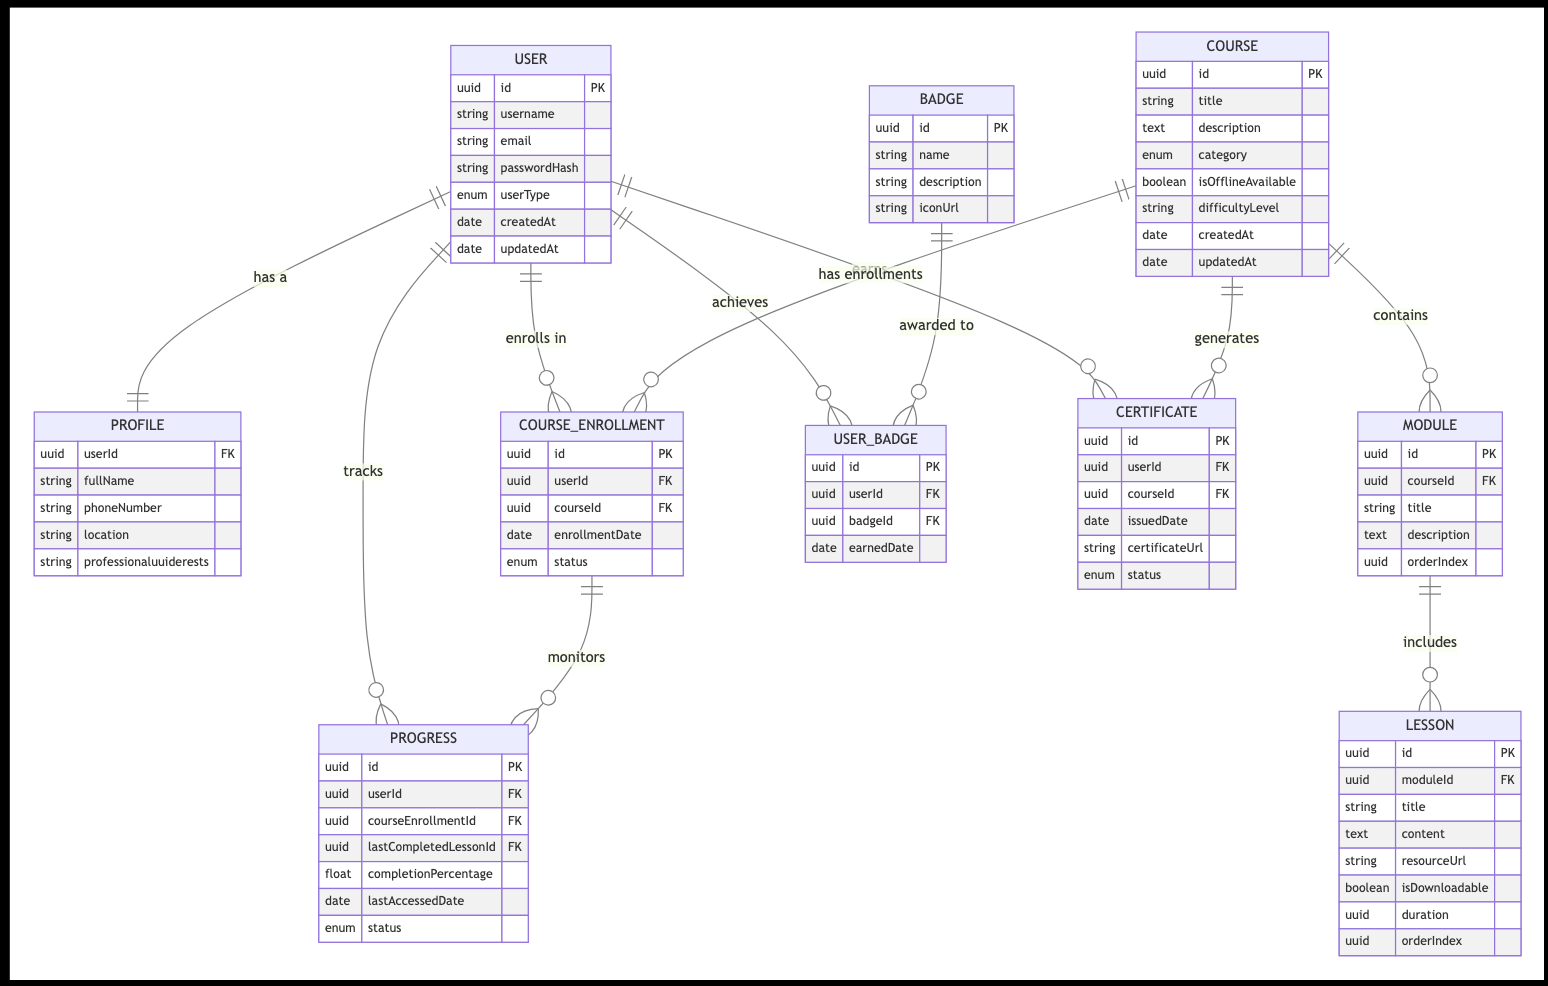 USER
uuid id PK
string username
string email
string passwordHash
enum userType
date createdAt
date updatedAt
BADGE
uuid id PK
string name
string description
string iconUrl
COURSE
uuid id PK
string title
text description
enum category
boolean isOfflineAvailable
string difficultyLevel
date createdAt
date updatedAt
has a
enrolls in
achieves
earns
has enrollments
awarded to
generates
contains
tracks
PROFILE
uuid userId FK
string fullName
string phoneNumber
string location
string professionaluuiderests
COURSE_ENROLLMENT
uuid id PK
uuid userId FK
uuid courseId FK
date enrollmentDate
enum status
USER_BADGE
uuid id PK
uuid userId FK
uuid badgeId FK
date earnedDate
CERTIFICATE
uuid id PK
uuid userId FK
uuid courseId FK
date issuedDate
string certificateUrl
enum status
MODULE
uuid id PK
uuid courseId FK
string title
text description
uuid orderIndex
monitors
includes
PROGRESS
uuid id PK
uuid userId FK
uuid courseEnrollmentId FK
uuid lastCompletedLessonId FK
float completionPercentage
date lastAccessedDate
enum status
LESSON
uuid id PK
uuid moduleId FK
string title
text content
string resourceUrl
boolean isDownloadable
uuid duration
uuid orderIndex